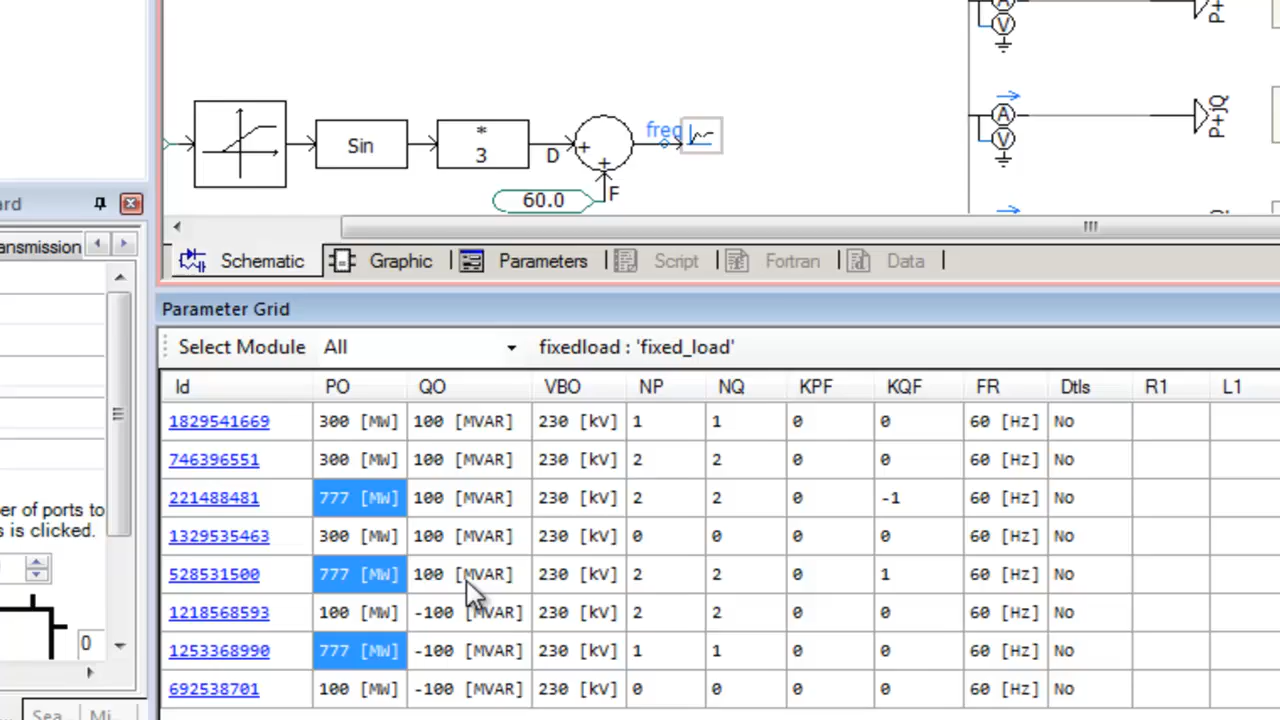 A
V
P+
A
V
P+jQ
Sin
*
3
D
+
+
freq
60.0
F
ard
ansmission
Schematic
Graphic
Parameters
Script
Fortran
Data
Parameter Grid
Select Module All fixedload : 'fixed_load'
Id PO QO VBO NP NQ KPF KQF FR Dtls R1 L1
1829541669 300 [MW] 100 [MVAR] 230 [kV] 1 1 0 0 60 [Hz] No
746396551 300 [MW] 100 [MVAR] 230 [kV] 2 2 0 0 60 [Hz] No
221488481 777 [MW] 100 [MVAR] 230 [kV] 2 2 0 -1 60 [Hz] No
1329535463 300 [MW] 100 [MVAR] 230 [kV] 0 0 0 0 60 [Hz] No
528531500 777 [MW] 100 [MVAR] 230 [kV] 2 2 0 1 60 [Hz] No
1218568593 100 [MW] -100 [MVAR] 230 [kV] 2 2 0 0 60 [Hz] No
1253368990 777 [MW] -100 [MVAR] 230 [kV] 1 1 0 0 60 [Hz] No
692538701 100 [MW] -100 [MVAR] 230 [kV] 0 0 0 0 60 [Hz] No
er of ports to
s is clicked.
0
Sea...
Mi...